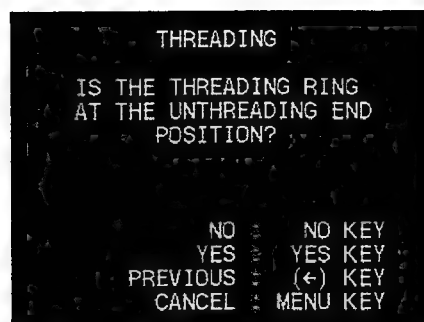 THREADING
IS THE THREADING RING
AT THE UNTHREADING END
POSITION?
NO : NO KEY
YES : YES KEY
PREVIOUS : (←) KEY
CANCEL : MENU KEY